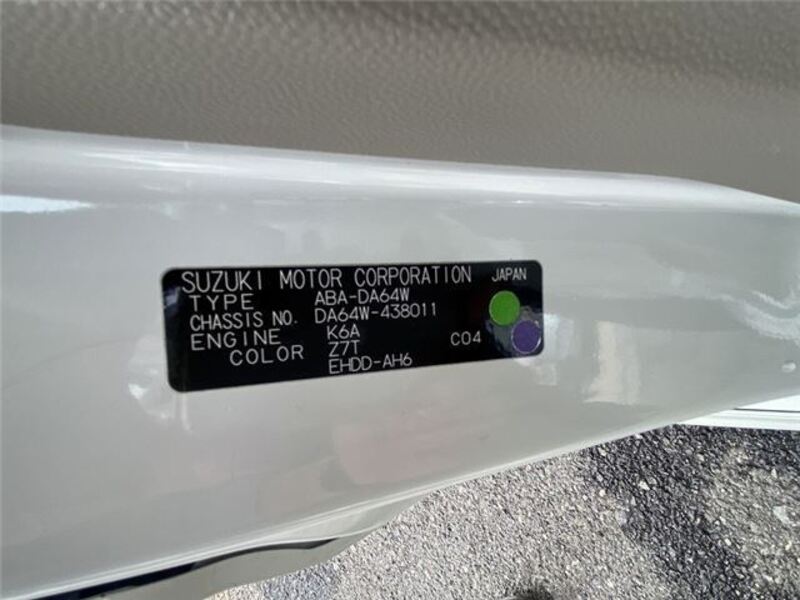 SUZUKI MOTOR CORPORATION JAPAN
TYPE ABA-DA64W
CHASSIS NO. DA64W-438011
ENGINE K6A
COLOR Z7T C04
EHDD-AH6